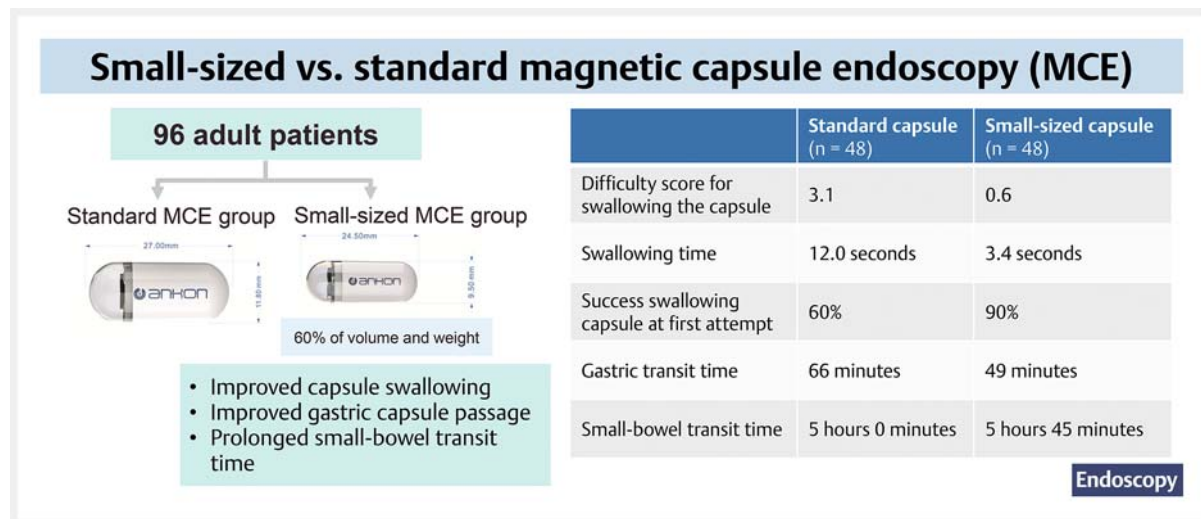 Small-sized vs. standard magnetic capsule endoscopy (MCE)
96 adult patients
Standard MCE group
27.00mm
ankon
11.80mm
Small-sized MCE group
24.50mm
ankon
9.50mm
60% of volume and weight
• Improved capsule swallowing
• Improved gastric capsule passage
• Prolonged small-bowel transit
time
Standard capsule
(n = 48)
Small-sized capsule
(n = 48)
Difficulty score for
swallowing the capsule
3.1
0.6
Swallowing time
12.0 seconds
3.4 seconds
Success swallowing
capsule at first attempt
60%
90%
Gastric transit time
66 minutes
49 minutes
Small-bowel transit time
5 hours 0 minutes
5 hours 45 minutes
Endoscopy